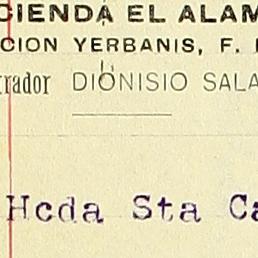 CIENDA EL ALAM
CION YERBANIS, F.
rador DIONISIO SALA
Hcda Sta Ca